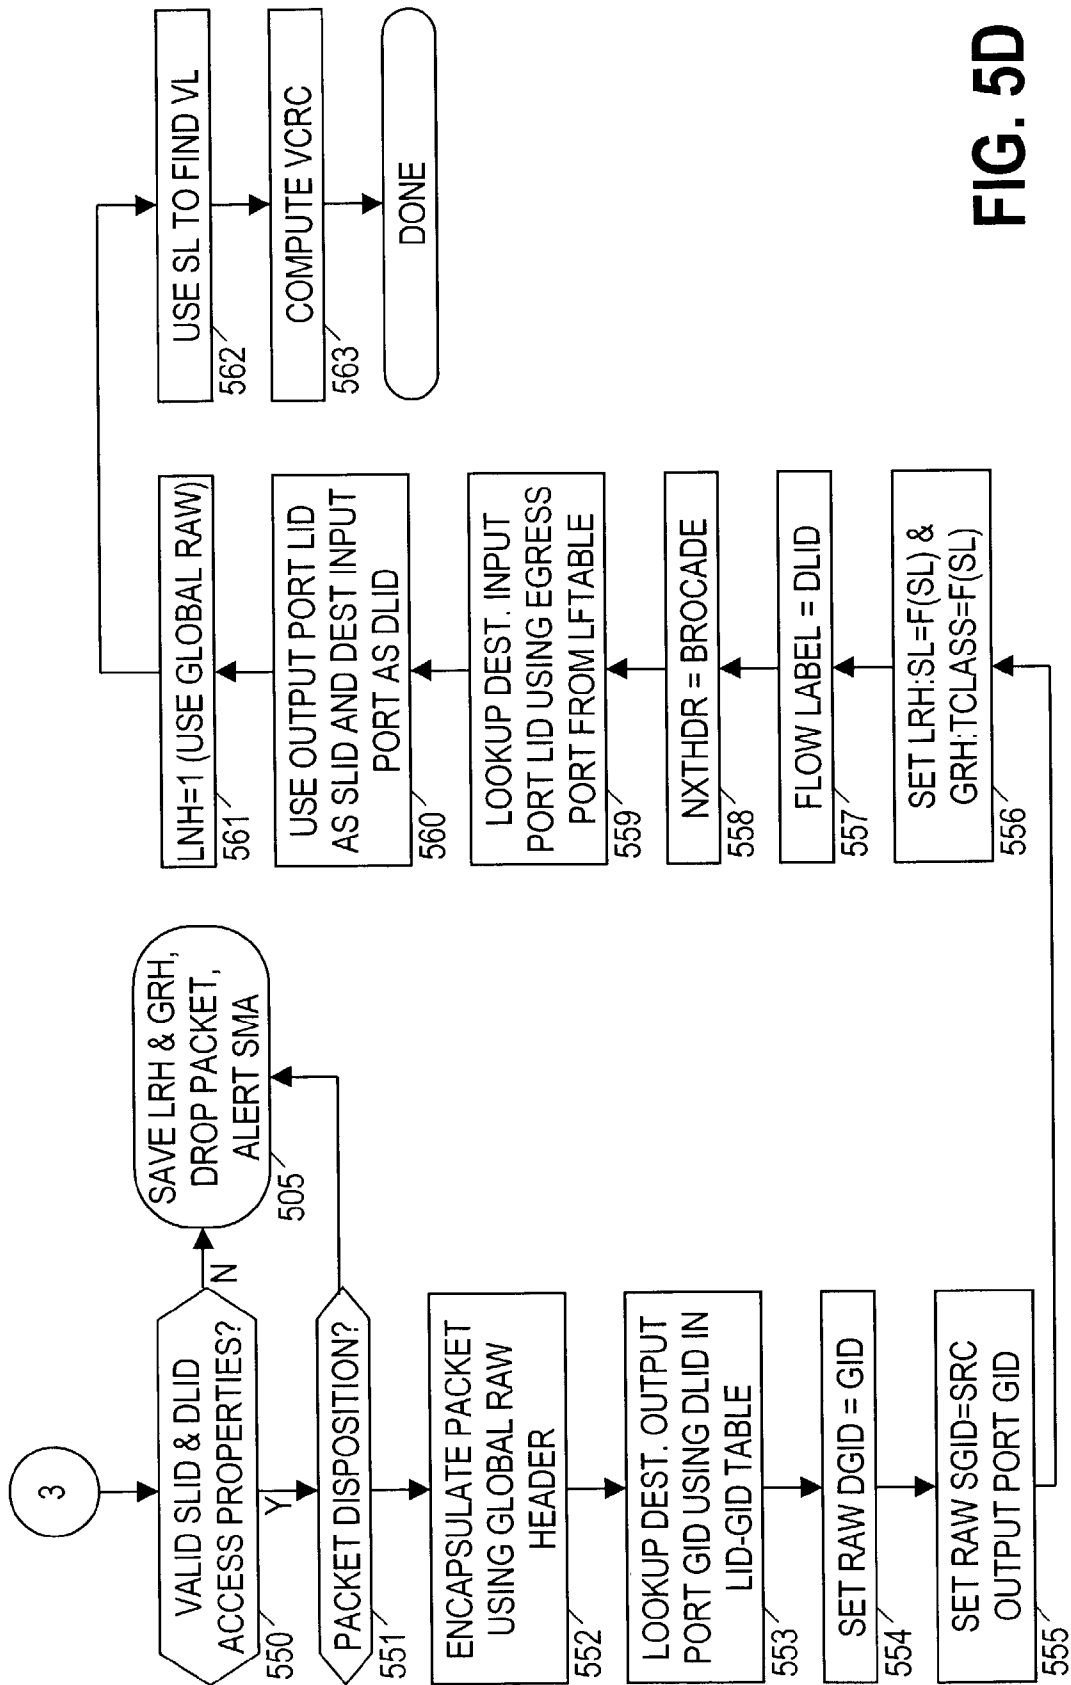 3
VALID SLID & DLID
ACCESS PROPERTIES?
550
N
Y
SAVE LRH & GRH,
DROP PACKET,
ALERT SMA
505
PACKET DISPOSITION?
551
ENCAPSULATE PACKET
USING GLOBAL RAW
HEADER
552
LOOKUP DEST. OUTPUT
PORT GID USING DLID IN
LID-GID TABLE
553
SET RAW DGID = GID
554
SET RAW SGID=SRC
OUTPUT PORT GID
555
SET LRH:SL=F(SL) &
GRH:TCLASS=F(SL)
556
FLOW LABEL = DLID
557
NXTHDR = BROCADE
558
LOOKUP DEST. INPUT
PORT LID USING EGRESS
PORT FROM LFTABLE
559
USE OUTPUT PORT LID
AS SLID AND DEST INPUT
PORT AS DLID
560
LNH=1 (USE GLOBAL RAW)
561
USE SL TO FIND VL
562
COMPUTE VCRC
563
DONE
FIG. 5D